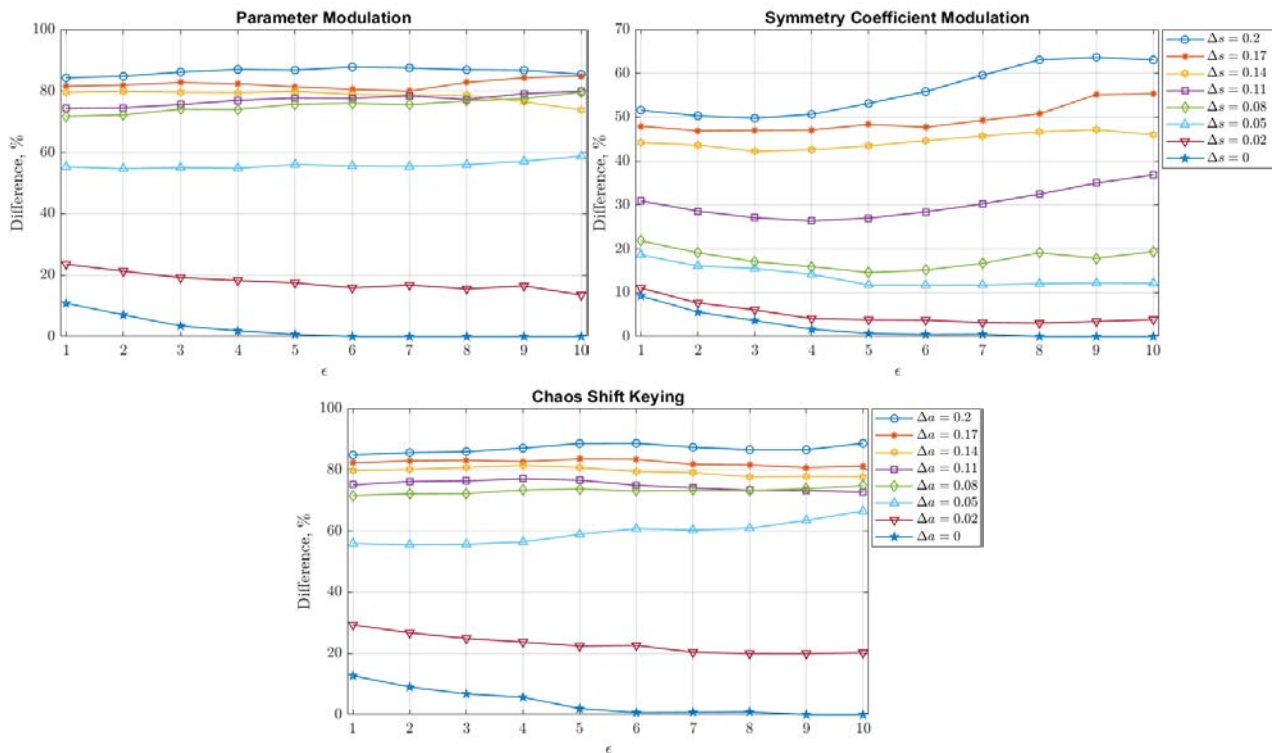 Parameter Modulation
100
80
60
40
20
0
Difference, %
1 2 3 4 5 6 7 8 9 10
ϵ
Symmetry Coefficient Modulation
70
60
50
40
30
20
10
0
Difference, %
1 2 3 4 5 6 7 8 9 10
ϵ
Δs = 0.2
Δs = 0.17
Δs = 0.14
Δs = 0.11
Δs = 0.08
Δs = 0.05
Δs = 0.02
Δs = 0
Chaos Shift Keying
100
80
60
40
20
0
Difference, %
1 2 3 4 5 6 7 8 9 10
ϵ
Δa = 0.2
Δa = 0.17
Δa = 0.14
Δa = 0.11
Δa = 0.08
Δa = 0.05
Δa = 0.02
Δa = 0